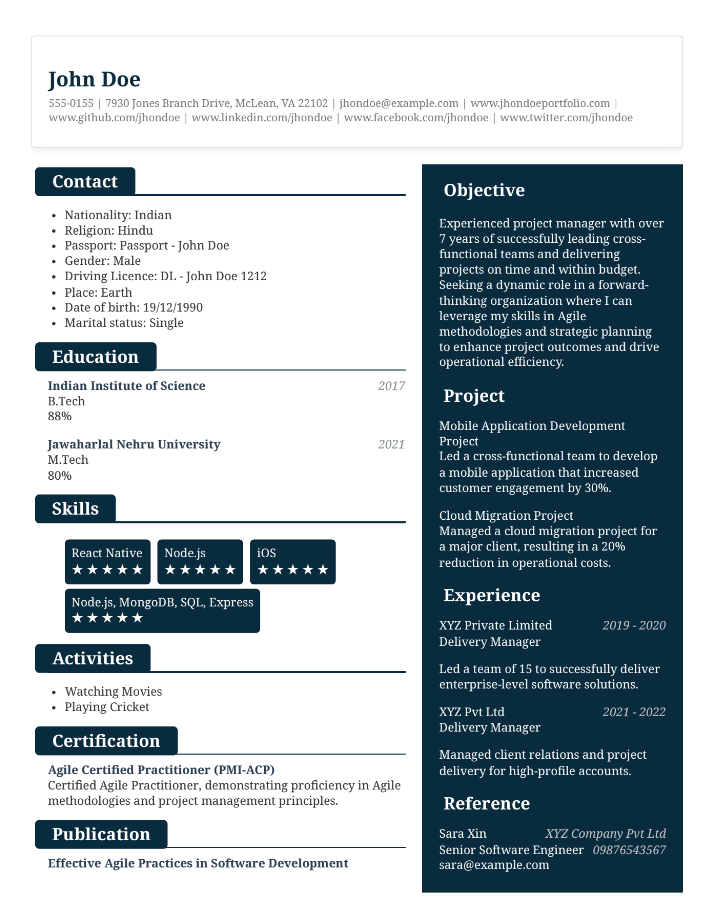 John Doe
555-0155 | 7930 Jones Branch Drive, McLean, VA 22102 | jhondoe@example.com | www.jhondoeportfolio.com |
www.github.com/jhondoe | www.linkedin.com/jhondoe | www.facebook.com/jhondoe | www.twitter.com/jhondoe
Contact
• Nationality: Indian
• Religion: Hindu
• Passport: Passport - John Doe
• Gender: Male
• Driving Licence: DL - John Doe 1212
• Place: Earth
• Date of birth: 19/12/1990
• Marital status: Single
Education
Indian Institute of Science 2017
B.Tech
88%
Jawaharlal Nehru University 2021
M.Tech
80%
Skills
React Native Node.js iOS
★★★★★ ★★★★★ ★★★★★
Node.js, MongoDB, SQL, Express
★★★★★
Activities
• Watching Movies
• Playing Cricket
Certification
Agile Certified Practitioner (PMI-ACP)
Certified Agile Practitioner, demonstrating proficiency in Agile
methodologies and project management principles.
Publication
Effective Agile Practices in Software Development
Objective
Experienced project manager with over
7 years of successfully leading cross-
functional teams and delivering
projects on time and within budget.
Seeking a dynamic role in a forward-
thinking organization where I can
leverage my skills in Agile
methodologies and strategic planning
to enhance project outcomes and drive
operational efficiency.
Project
Mobile Application Development
Project
Led a cross-functional team to develop
a mobile application that increased
customer engagement by 30%.
Cloud Migration Project
Managed a cloud migration project for
a major client, resulting in a 20%
reduction in operational costs.
Experience
XYZ Private Limited 2019 - 2020
Delivery Manager
Led a team of 15 to successfully deliver
enterprise-level software solutions.
XYZ Pvt Ltd 2021 - 2022
Delivery Manager
Managed client relations and project
delivery for high-profile accounts.
Reference
Sara Xin XYZ Company Pvt Ltd
Senior Software Engineer 09876543567
sara@example.com